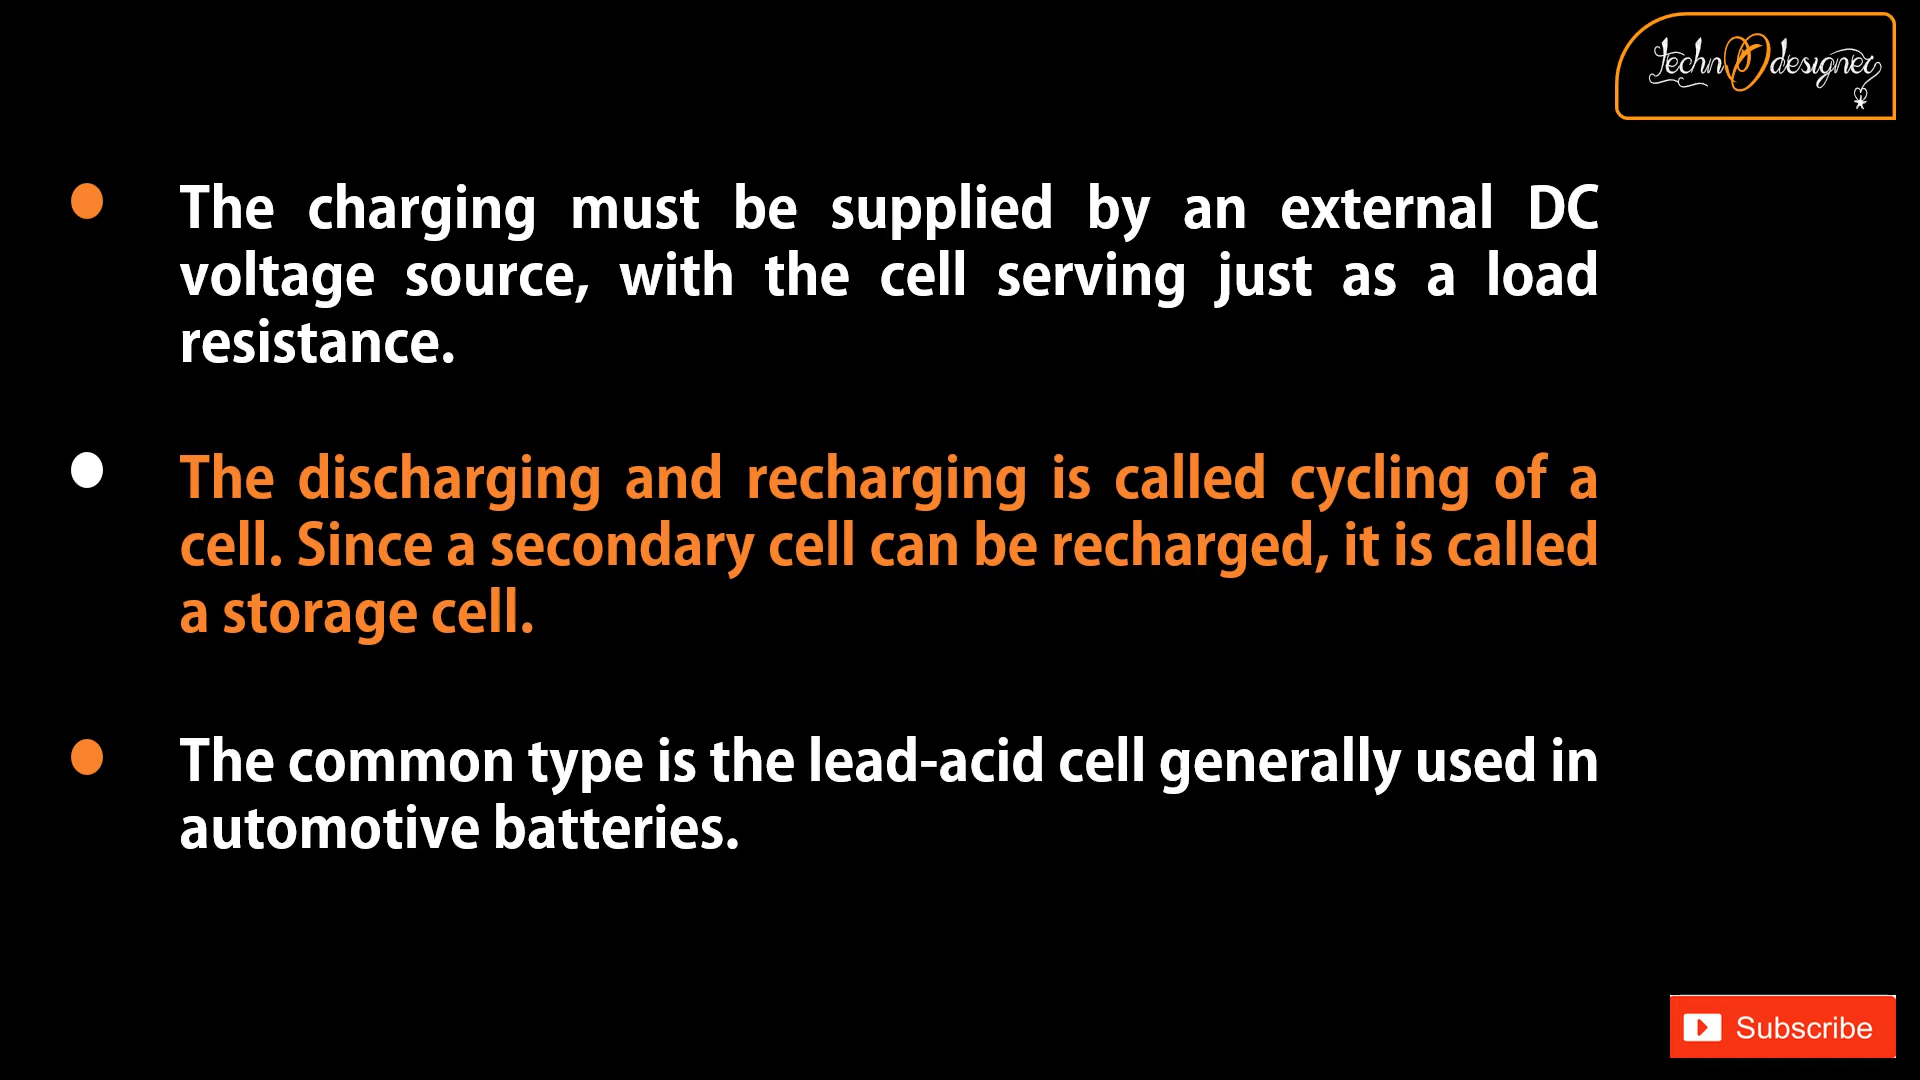 techno designer
The charging must be supplied by an external DC
voltage source, with the cell serving just as a load
resistance.
The discharging and recharging is called cycling of a
cell. Since a secondary cell can be recharged, it is called
a storage cell.
The common type is the lead-acid cell generally used in
automotive batteries.
Subscribe